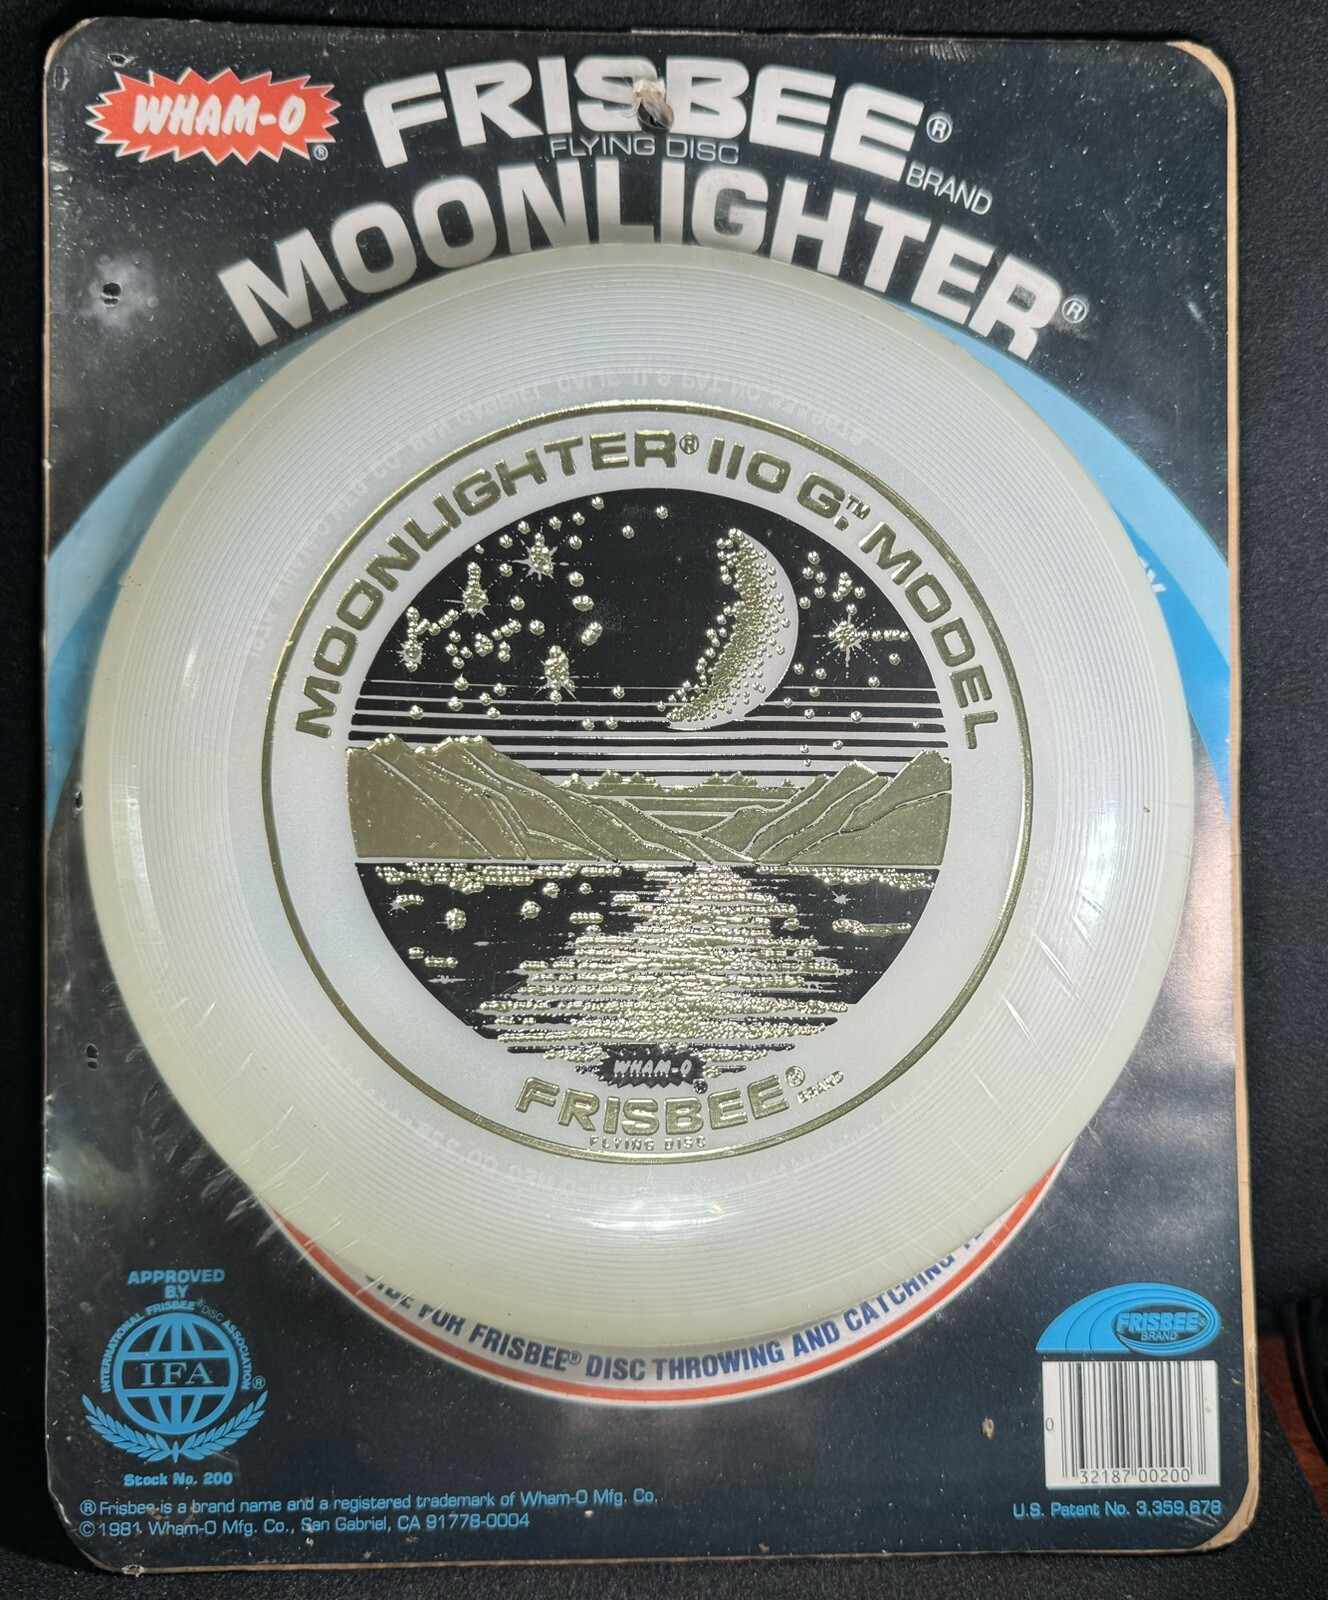 WHAM-O®
FRISBEE®
FLYING DISC
BRAND
MOONLIGHTER®
MOONLIGHTER® 110 G.™ MODEL
WHAM-O®
FRISBEE®
BRAND
FLYING DISC
FOR FRISBEE® DISC THROWING AND CATCHING
APPROVED
BY
INTERNATIONAL FRISBEE® DISC ASSOCIATION
IFA
®
Stock No. 200
® Frisbee is a brand name and a registered trademark of Wham-O Mfg. Co.
© 1981 Wham-O Mfg. Co., San Gabriel, CA 91778-0004
FRISBEE®
BRAND
0
32187 00200
U.S. Patent No. 3,359,678